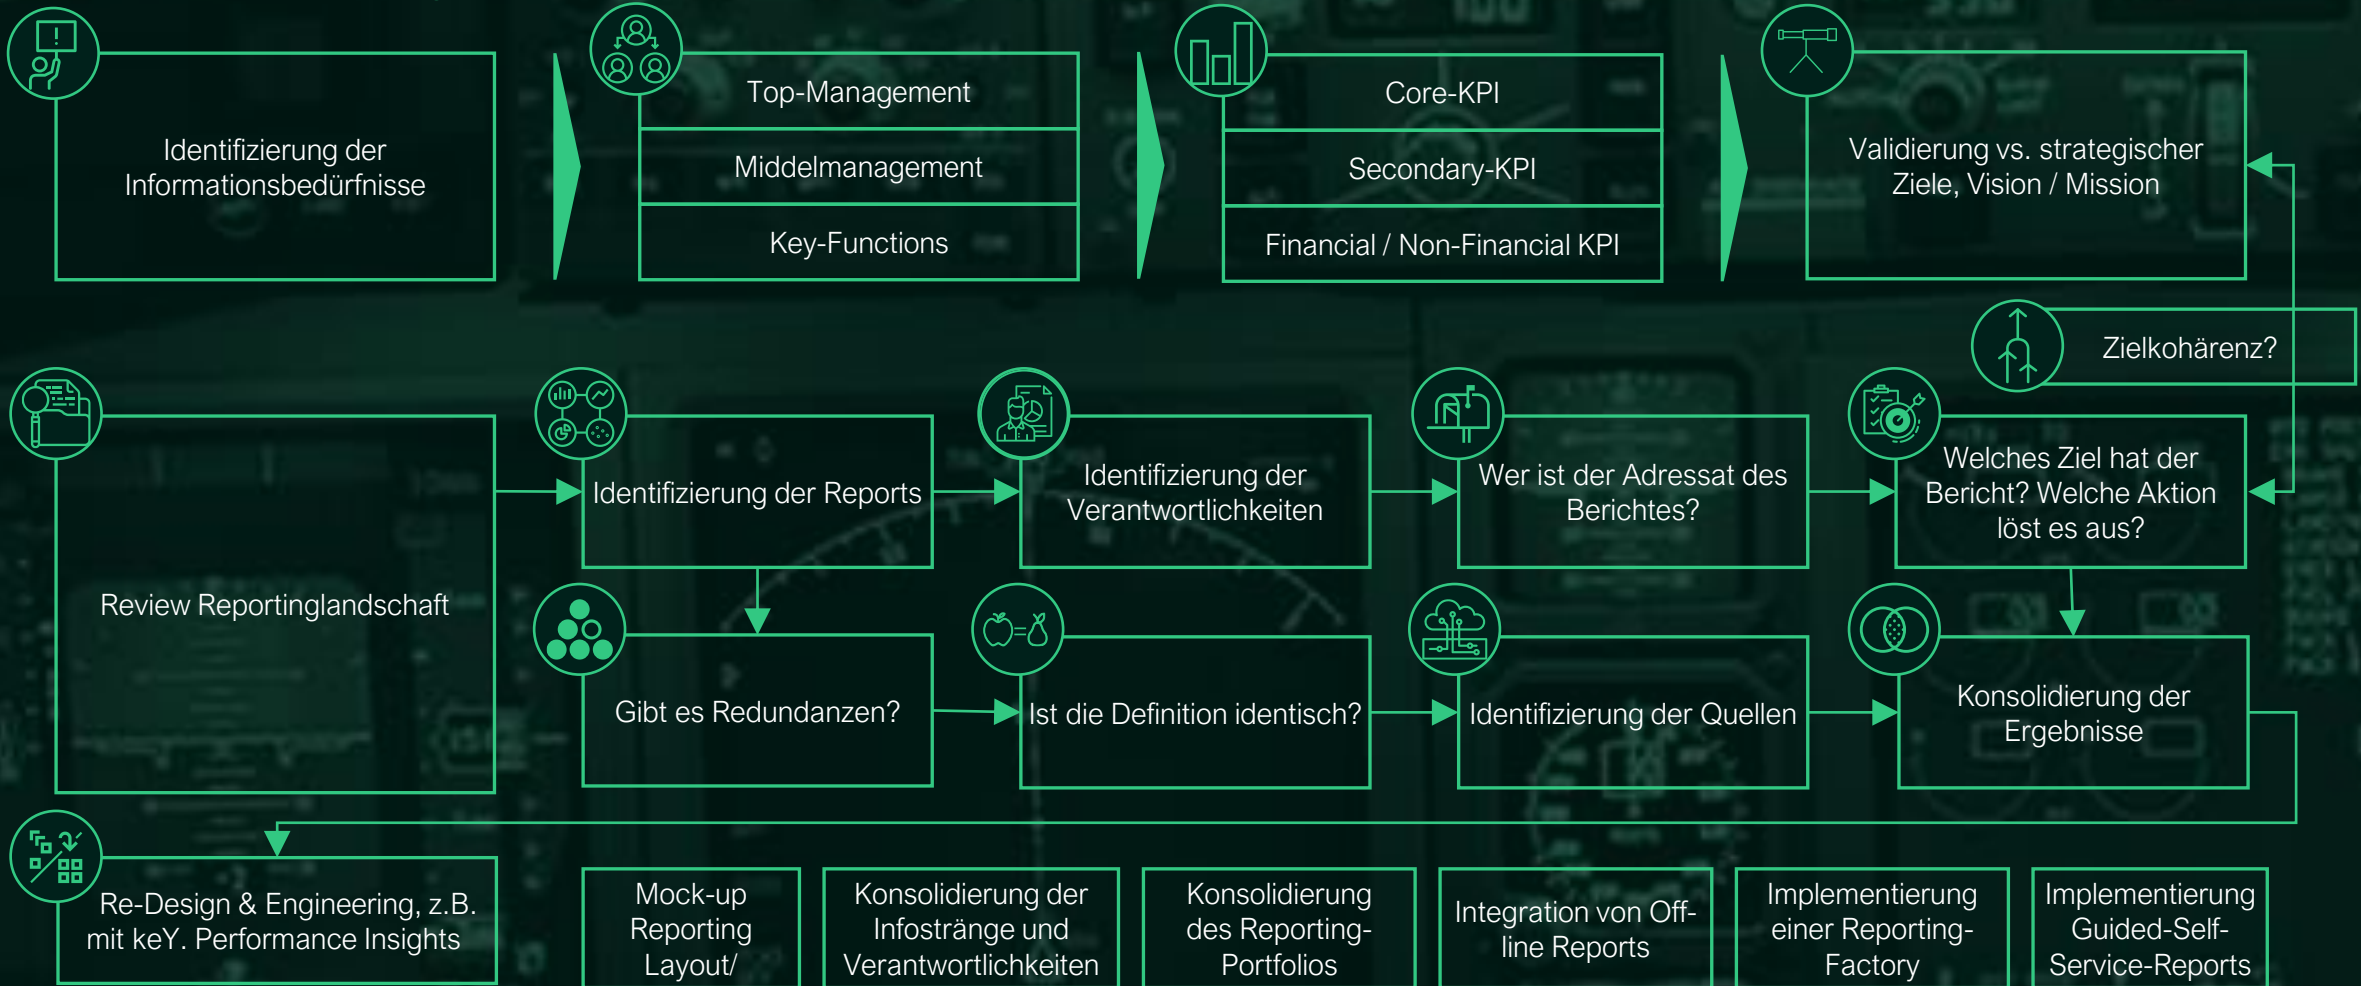 Identifizierung der
Informationsbedürfnisse
Top-Management
Middelmanagement
Key-Functions
Core-KPI
Secondary-KPI
Financial / Non-Financial KPI
Validierung vs. strategischer
Ziele, Vision / Mission
Zielkohärenz?
Review Reportinglandschaft
Identifizierung der Reports
Identifizierung der
Verantwortlichkeiten
Wer ist der Adressat des
Berichtes?
Welches Ziel hat der
Bericht? Welche Aktion
löst es aus?
Gibt es Redundanzen?
Ist die Definition identisch?
Identifizierung der Quellen
Konsolidierung der
Ergebnisse
Re-Design & Engineering, z.B.
mit keY. Performance Insights
Mock-up
Reporting
Layout/
Konsolidierung der
Infostränge und
Verantwortlichkeiten
Konsolidierung
des Reporting-
Portfolios
Integration von Off-
line Reports
Implementierung
einer Reporting-
Factory
Implementierung
Guided-Self-
Service-Reports